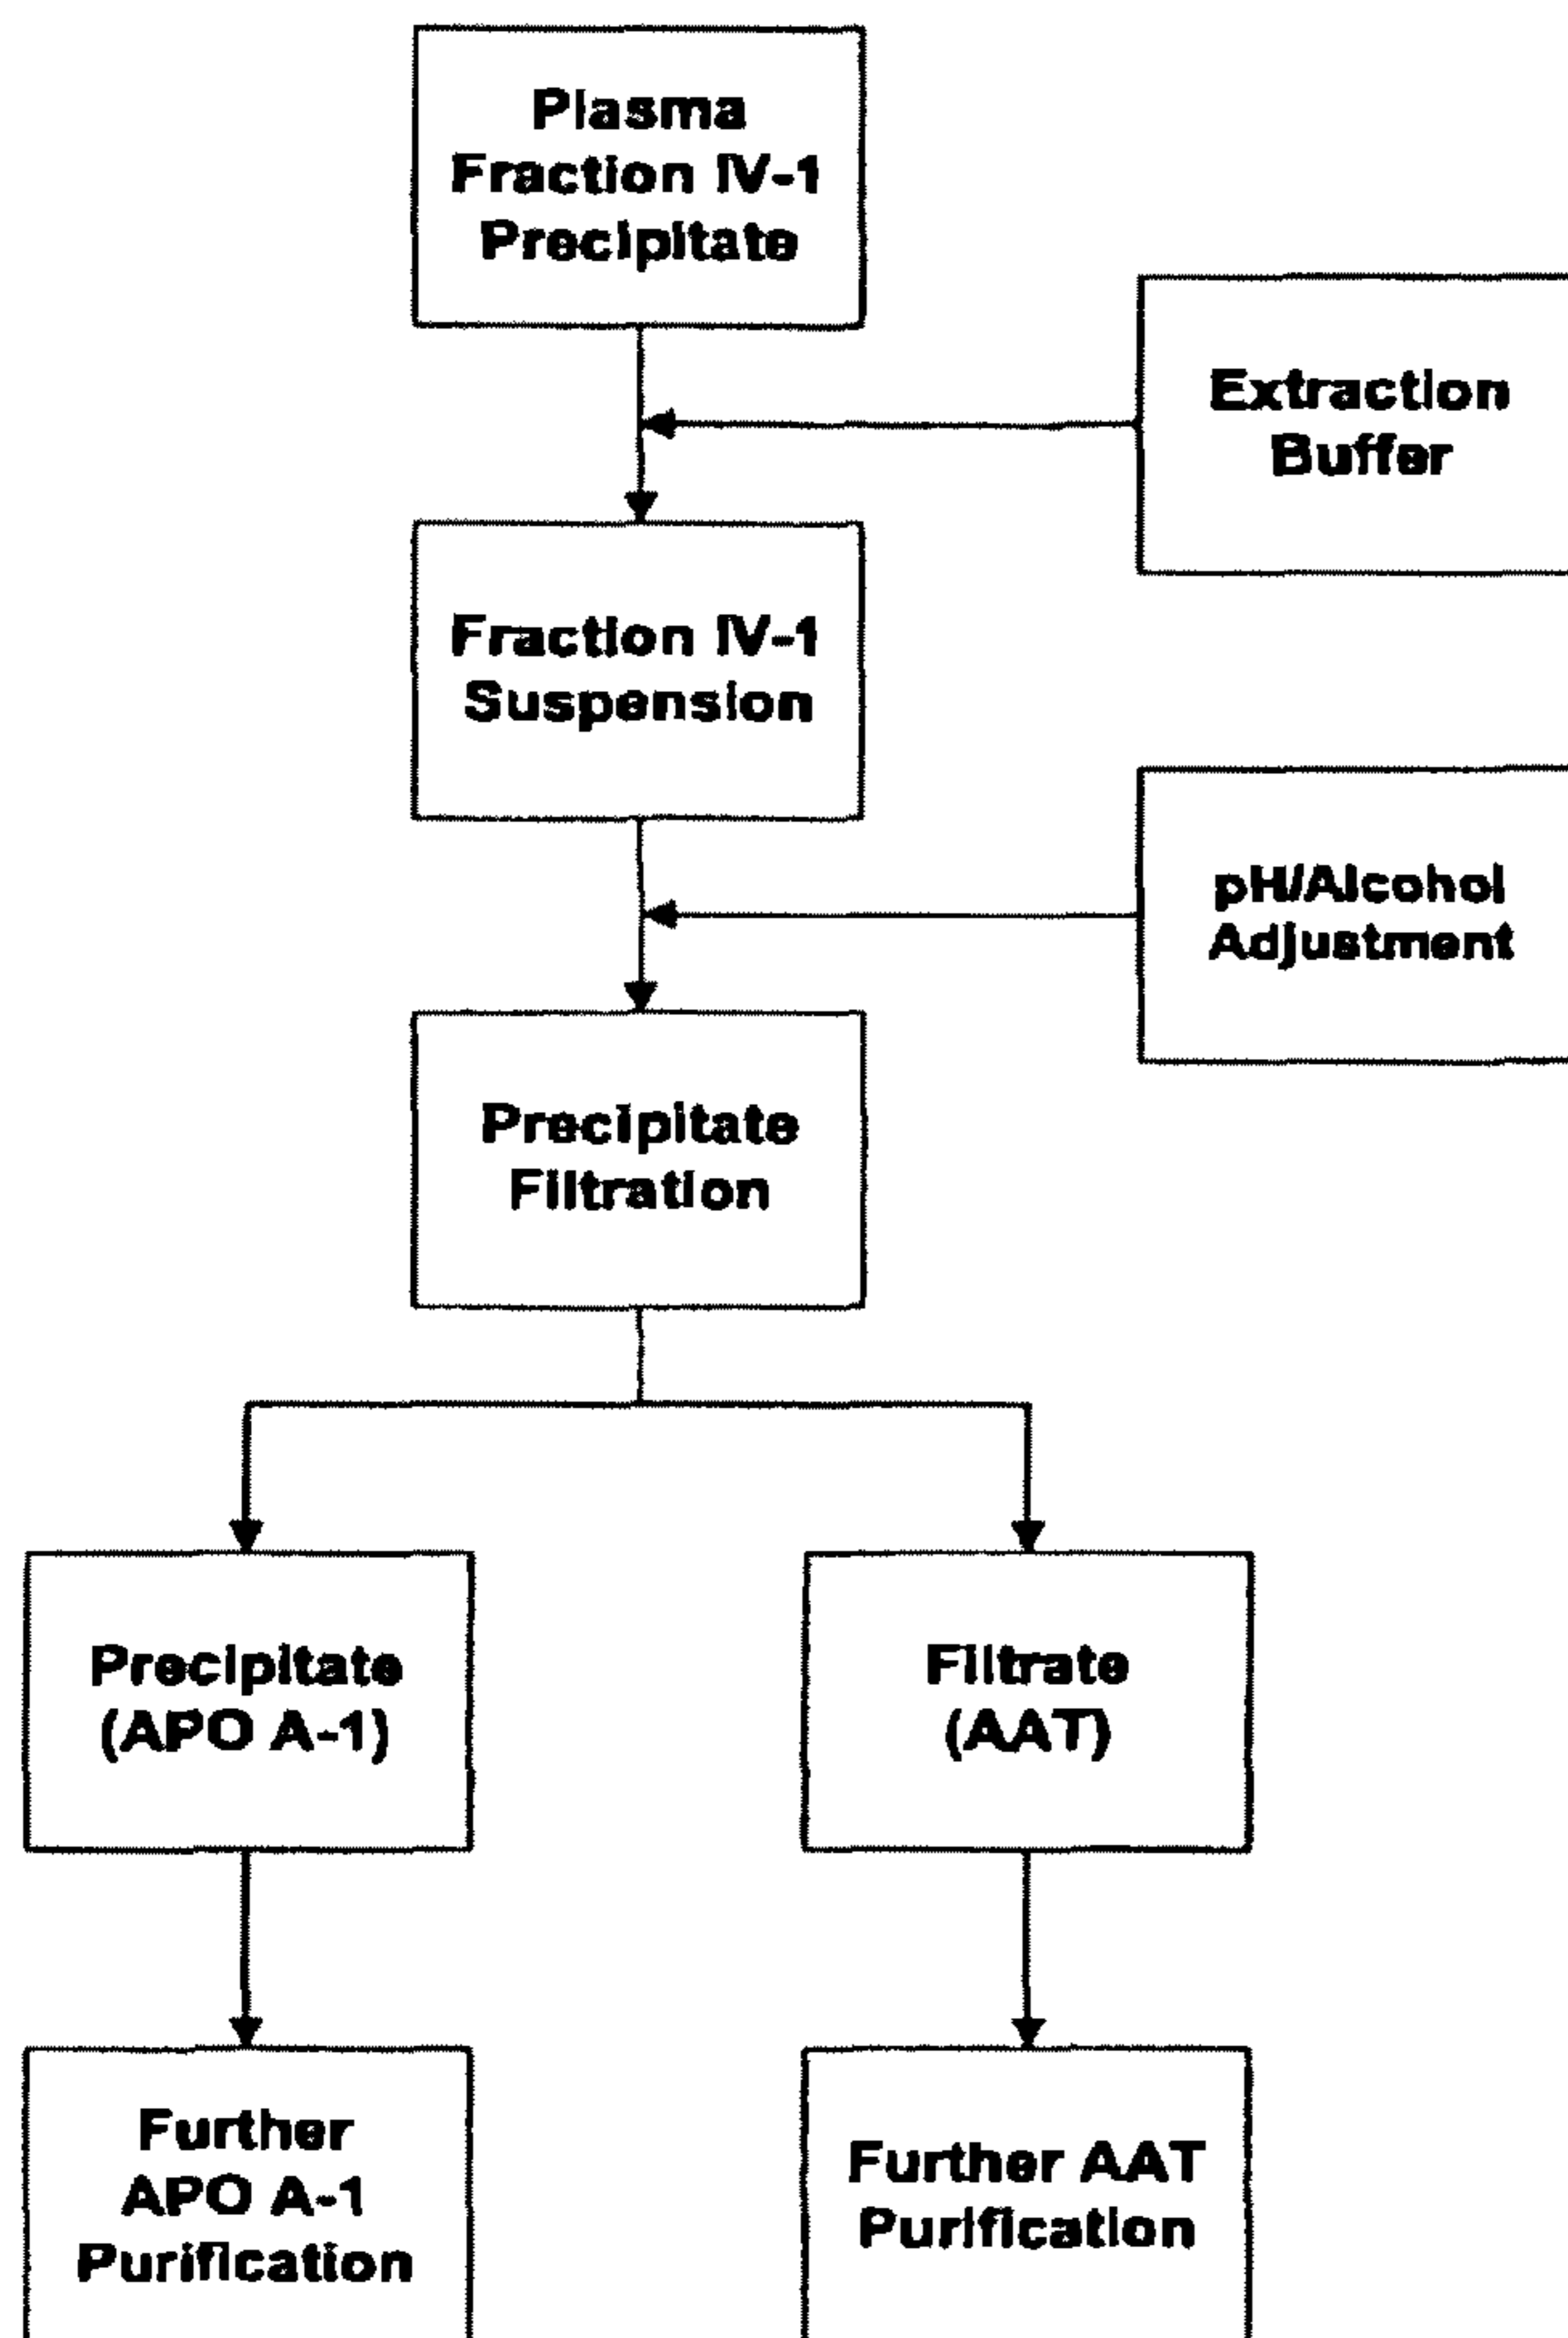 Plasma
Fraction IV-1
Precipitate
Extraction
Buffer
Fraction IV-1
Suspension
pH/Alcohol
Adjustment
Precipitate
Filtration
Precipitate
(APO A-1)
Filtrate
(AAT)
Further
APO A-1
Purification
Further AAT
Purification